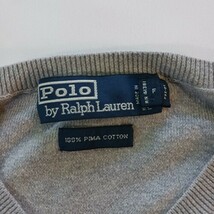 Polo
by Ralph Lauren
100% PIMA COTTON